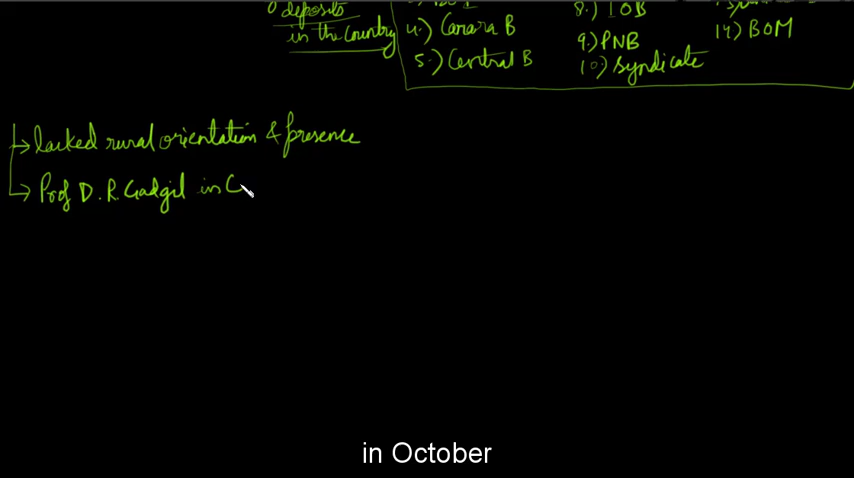 deposits
in the Country
4.) Canara B
5.) Central B
8.) IOB
9.) PNB
10.) Syndicate
14) BOM
lacked rural orientation & presence
Prof D. R. Gadgil in
in October